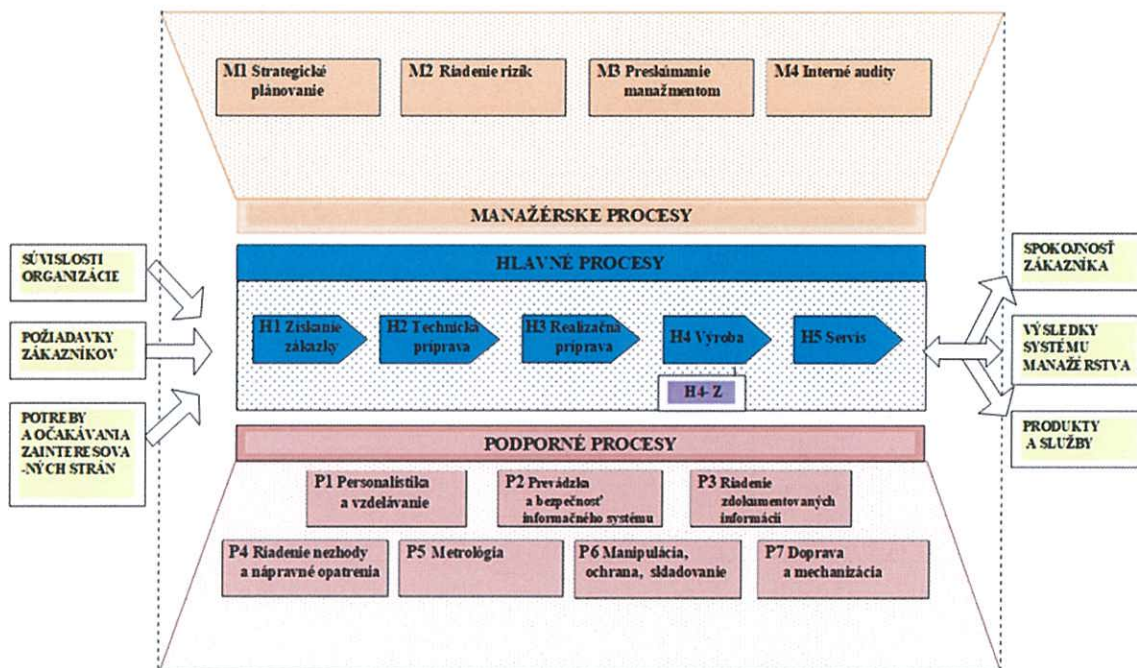 M1 Strategické
plánovanie
M2 Riadenie rizík
M3 Preskúmanie
manažmentom
M4 Interné audity
MANAŽÉRSKE PROCESY
SÚVISLOSTI
ORGANIZÁCIE
POŽIADAVKY
ZÁKAZNÍKOV
POTREBY
A OČAKÁVANIA
ZAINTERESOVA
-NÝCH STRÁN
HLAVNÉ PROCESY
H1 Získanie
zákazky
H2 Technická
príprava
H3 Realizačná
príprava
H4 Výroba
H5 Servis
H4- Z
SPOKOJNOSŤ
ZÁKAZNÍKA
VÝSLEDKY
SYSTÉMU
MANAŽÉRSTVA
PRODUKTY
A SLUŽBY
PODPORNÉ PROCESY
P1 Personalistika
a vzdelávanie
P2 Prevádzka
a bezpečnosť
informačného systému
P3 Riadenie
zdokumentovaných
informácií
P4 Riadenie nezhody
a nápravné opatrenia
P5 Metrológia
P6 Manipulácia,
ochrana, skladovanie
P7 Doprava
a mechanizácia